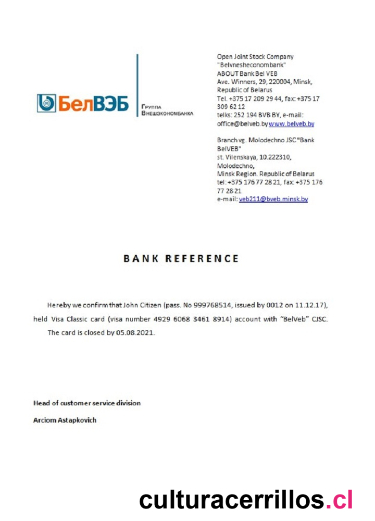 БелВЭБ
Группа
Внешэкономбанка
Open Joint Stock Company
"Belvnesheconombank"
ABOUT Bank Bel VEB
Ave. Winners, 29, 220004, Minsk,
Republic of Belarus
Tel. +375 17 209 29 44, fax: +375 17
309 62 12
telks: 252 194 BVB BY, e-mail:
office@belveb.by www.belveb.by
Branch vg. Molodechno JSC "Bank
BelVEB"
st. Vilenskaya, 10.222310,
Molodechno,
Minsk Region. Republic of Belarus
tel: +375 176 77 28 21, fax: +375 176
77 28 21
e-mail: veb211@bveb.minsk.by
BANK REFERENCE
Hereby we confirm that John Citizen (pass. No 999768514, issued by 0012 on 11.12.17),
held Visa Classic card (visa number 4929 6068 3461 8914) account with "BelVeb" CJSC.
The card is closed by 05.08.2021.
Head of customer service division
Arciom Astapkovich
culturacerrillos.cl